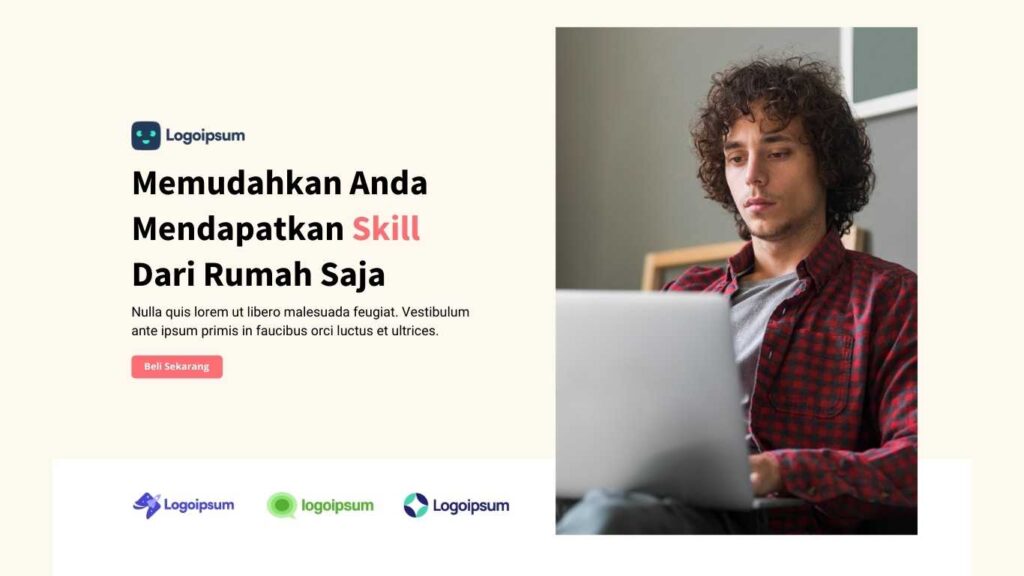 Logoipsum
Memudahkan Anda
Mendapatkan Skill
Dari Rumah Saja
Nulla quis lorem ut libero malesuada feugiat. Vestibulum
ante ipsum primis in faucibus orci luctus et ultrices.
Beli Sekarang
Logoipsum
logoipsum
Logoipsum